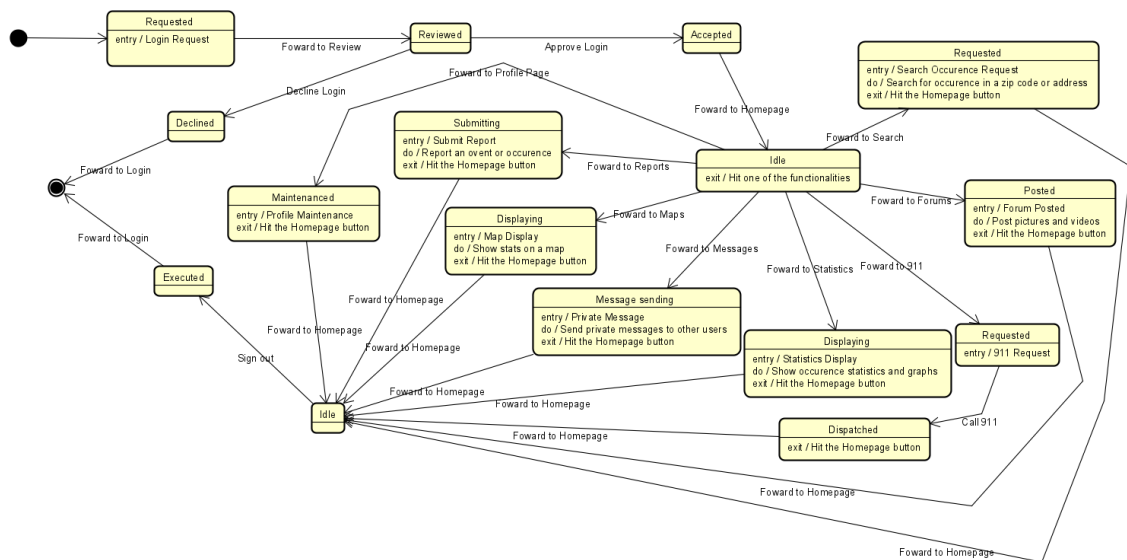 Requested
entry / Login Request
Foward to Review
Reviewed
Approve Login
Accepted
Requested
entry / Search Occurence Request
do / Search for occurence in a zip code or address
exit / Hit the Homepage button
Foward to Profile Page
Decline Login
Foward to Homepage
Declined
Submitting
entry / Submit Report
do / Report an ovent or occurence
exit / Hit the Homepage button
Foward to Search
Foward to Reports
Idle
exit / Hit one of the functionalities
Foward to Login
Maintenanced
entry / Profile Maintenance
exit / Hit the Homepage button
Foward to Forums
Posted
entry / Forum Posted
do / Post pictures and videos
exit / Hit the Homepage button
Displaying
entry / Map Display
do / Show stats on a map
exit / Hit the Homepage button
Foward to Maps
Foward to Messages
Foward to Statistics
Foward to 911
Foward to Login
Executed
Message sending
entry / Private Message
do / Send private messages to other users
exit / Hit the Homepage button
Foward to Homepage
Foward to Homepage
Foward to Homepage
Displaying
entry / Statistics Display
do / Show occurence statistics and graphs
exit / Hit the Homepage button
Requested
entry / 911 Request
Sign out
Foward to Homepage
Foward to Homepage
Idle
Call 911
Dispatched
exit / Hit the Homepage button
Foward to Homepage
Foward to Homepage
Foward to Homepage